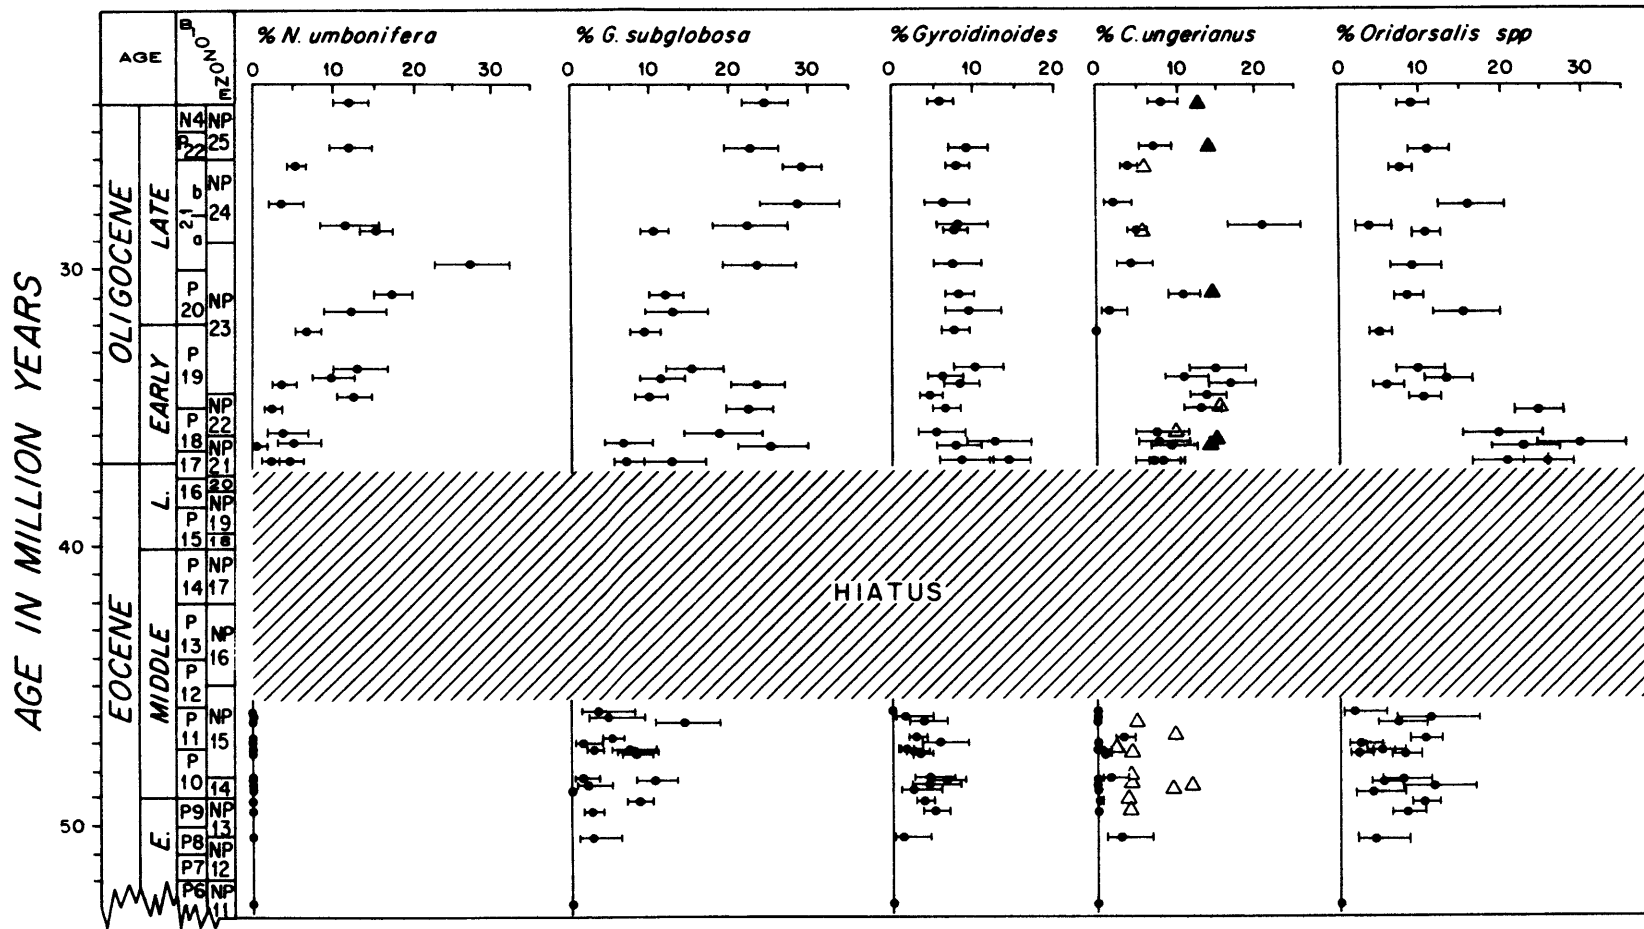 AGE
BIOZONE
% N. umbonifera
% G. subglobosa
% Gyroidinoides
% C. ungerianus
% Oridorsalis spp
0 10 20 30
0 10 20 30
0 10 20
0 10 20
0 10 20 30
AGE IN MILLION YEARS
30
40
50
OLIGOCENE
EOCENE
LATE
EARLY
L.
MIDDLE
E.
N4
P22
b
21
a
P
20
P
19
P
18
17
16
P
15
P
14
P
13
P
12
P
11
P
10
P9
P8
P7
P6
NP
25
NP
24
NP
23
NP
22
NP
21
20
NP
19
18
NP
17
NP
16
NP
15
14
NP
13
NP
12
NP
11
HIATUS